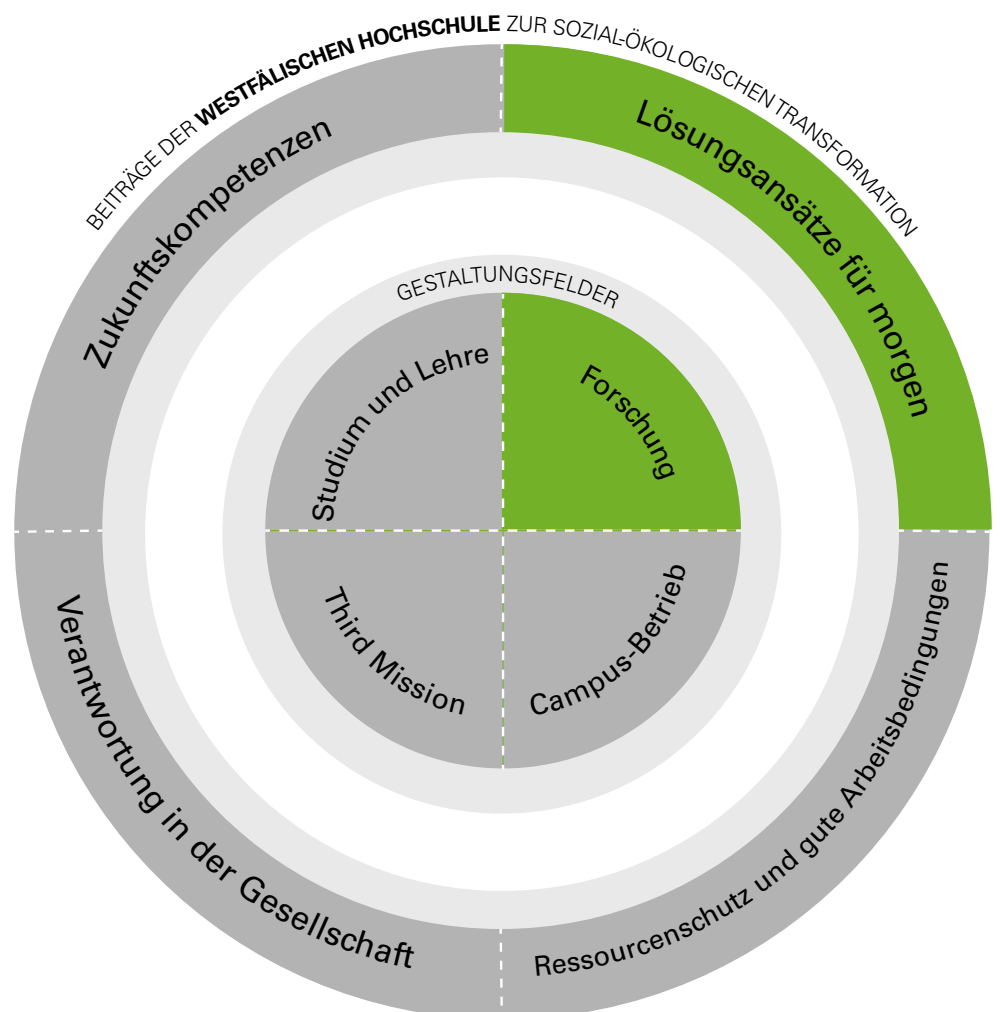 BEITRÄGE DER WESTFÄLISCHEN HOCHSCHULE ZUR SOZIAL-ÖKOLOGISCHEN TRANSFORMATION
Zukunftskompetenzen
Lösungsansätze für morgen
GESTALTUNGSFELDER
Studium und Lehre
Forschung
Third Mission
Campus-Betrieb
Verantwortung in der Gesellschaft
Ressourcenschutz und gute Arbeitsbedingungen